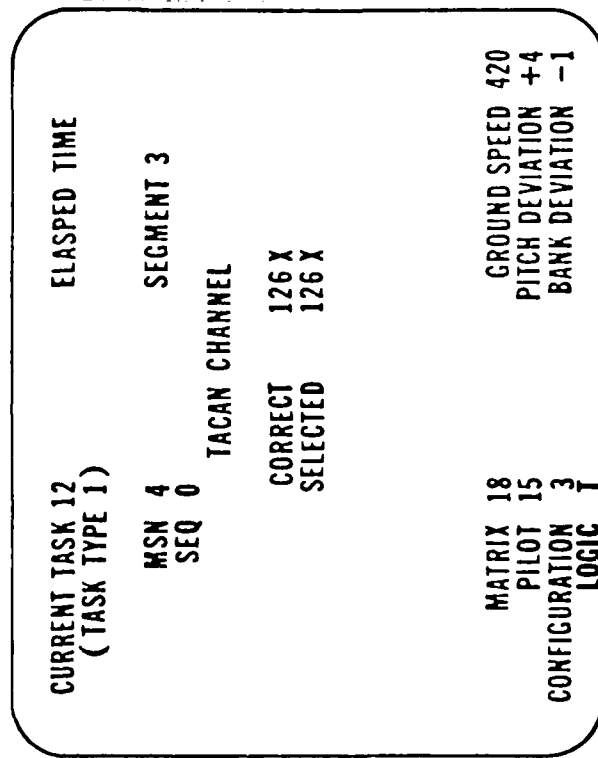 CURRENT TASK 12 ELASPED TIME
(TASK TYPE 1)
MSN 4 SEGMENT 3
SEQ 0
TACAN CHANNEL
CORRECT 126 X
SELECTED 126 X
MATRIX 18 GROUND SPEED 420
PILOT 15 PITCH DEVIATION +4
CONFIGURATION 3 BANK DEVIATION −1
LOGIC T